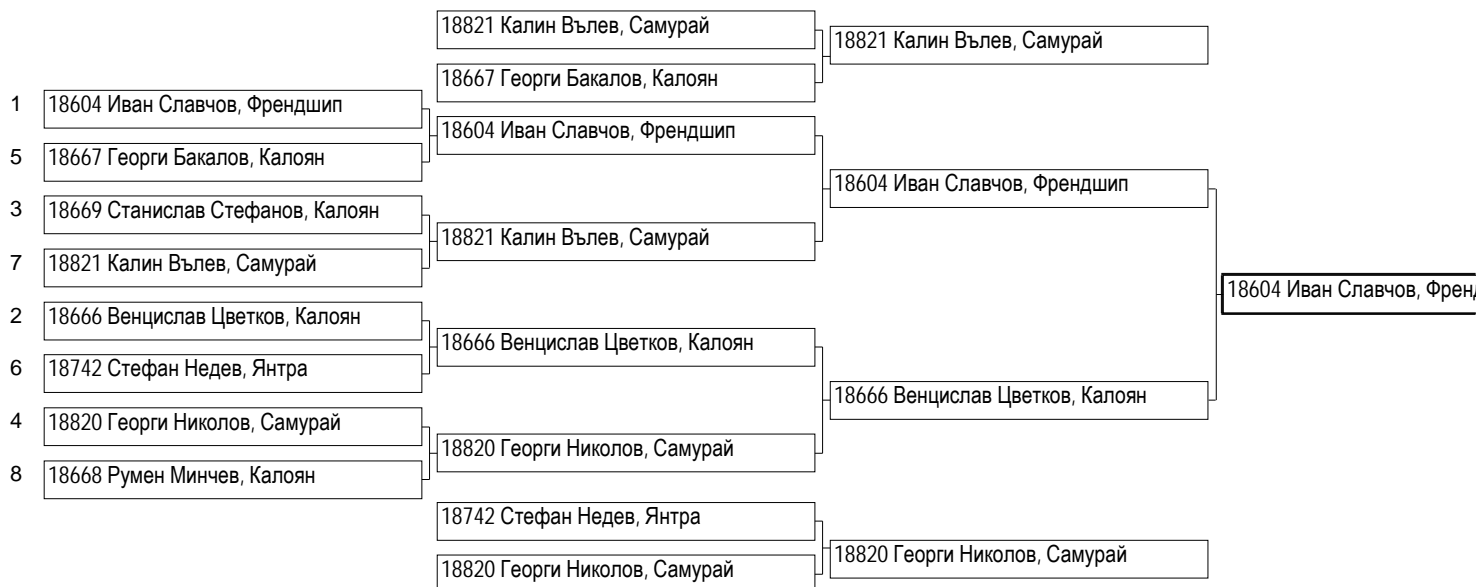 18821 Калин Вълев, Самурай
18821 Калин Вълев, Самурай
18667 Георги Бакалов, Калоян
1 18604 Иван Славчов, Френдшип
18604 Иван Славчов, Френдшип
5 18667 Георги Бакалов, Калоян
18604 Иван Славчов, Френдшип
3 18669 Станислав Стефанов, Калоян
18821 Калин Вълев, Самурай
7 18821 Калин Вълев, Самурай
18604 Иван Славчов, Френд
2 18666 Венцислав Цветков, Калоян
18666 Венцислав Цветков, Калоян
6 18742 Стефан Недев, Янтра
18666 Венцислав Цветков, Калоян
4 18820 Георги Николов, Самурай
18820 Георги Николов, Самурай
8 18668 Румен Минчев, Калоян
18742 Стефан Недев, Янтра
18820 Георги Николов, Самурай
18820 Георги Николов, Самурай